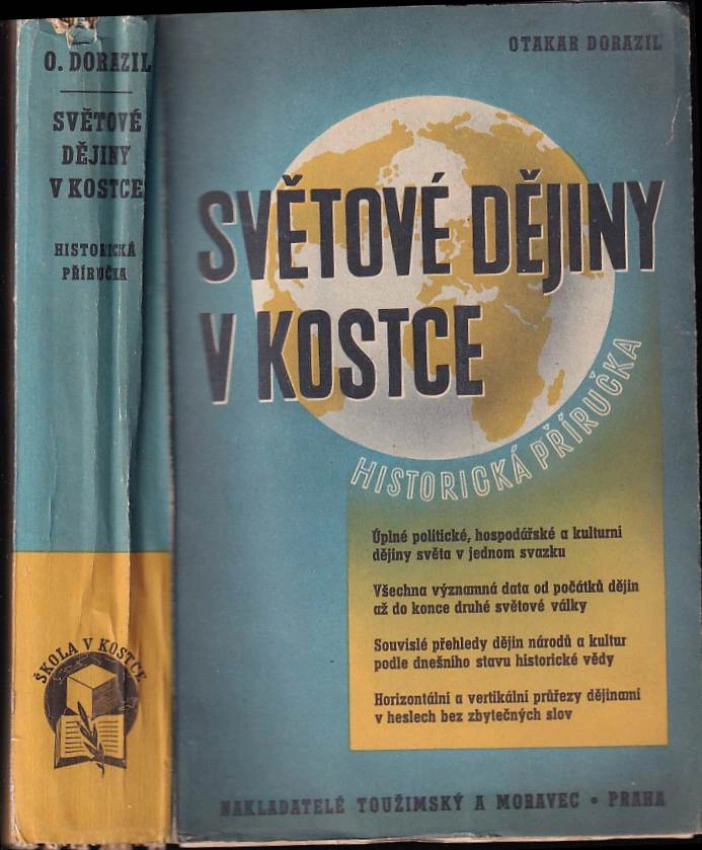 O. DORAZIL
SVĚTOVÉ
DĚJINY
V KOSTCE
HISTORICKÁ
PŘÍRUČKA
ŠKOLA V KOSTCE
OTAKAR DORAZIL
SVĚTOVÉ DĚJINY
V KOSTCE
HISTORICKÁ PŘÍRUČKA
Úplné politické, hospodářské a kulturní
dějiny světa v jednom svazku
Všechna významná data od počátků dějin
až do konce druhé světové války
Souvislé přehledy dějin národů a kultur
podle dnešního stavu historické vědy
Horizontální a vertikální průřezy dějinami
v heslech bez zbytečných slov
NAKLADATELÉ TOUŽIMSKÝ A MORAVEC • PRAHA